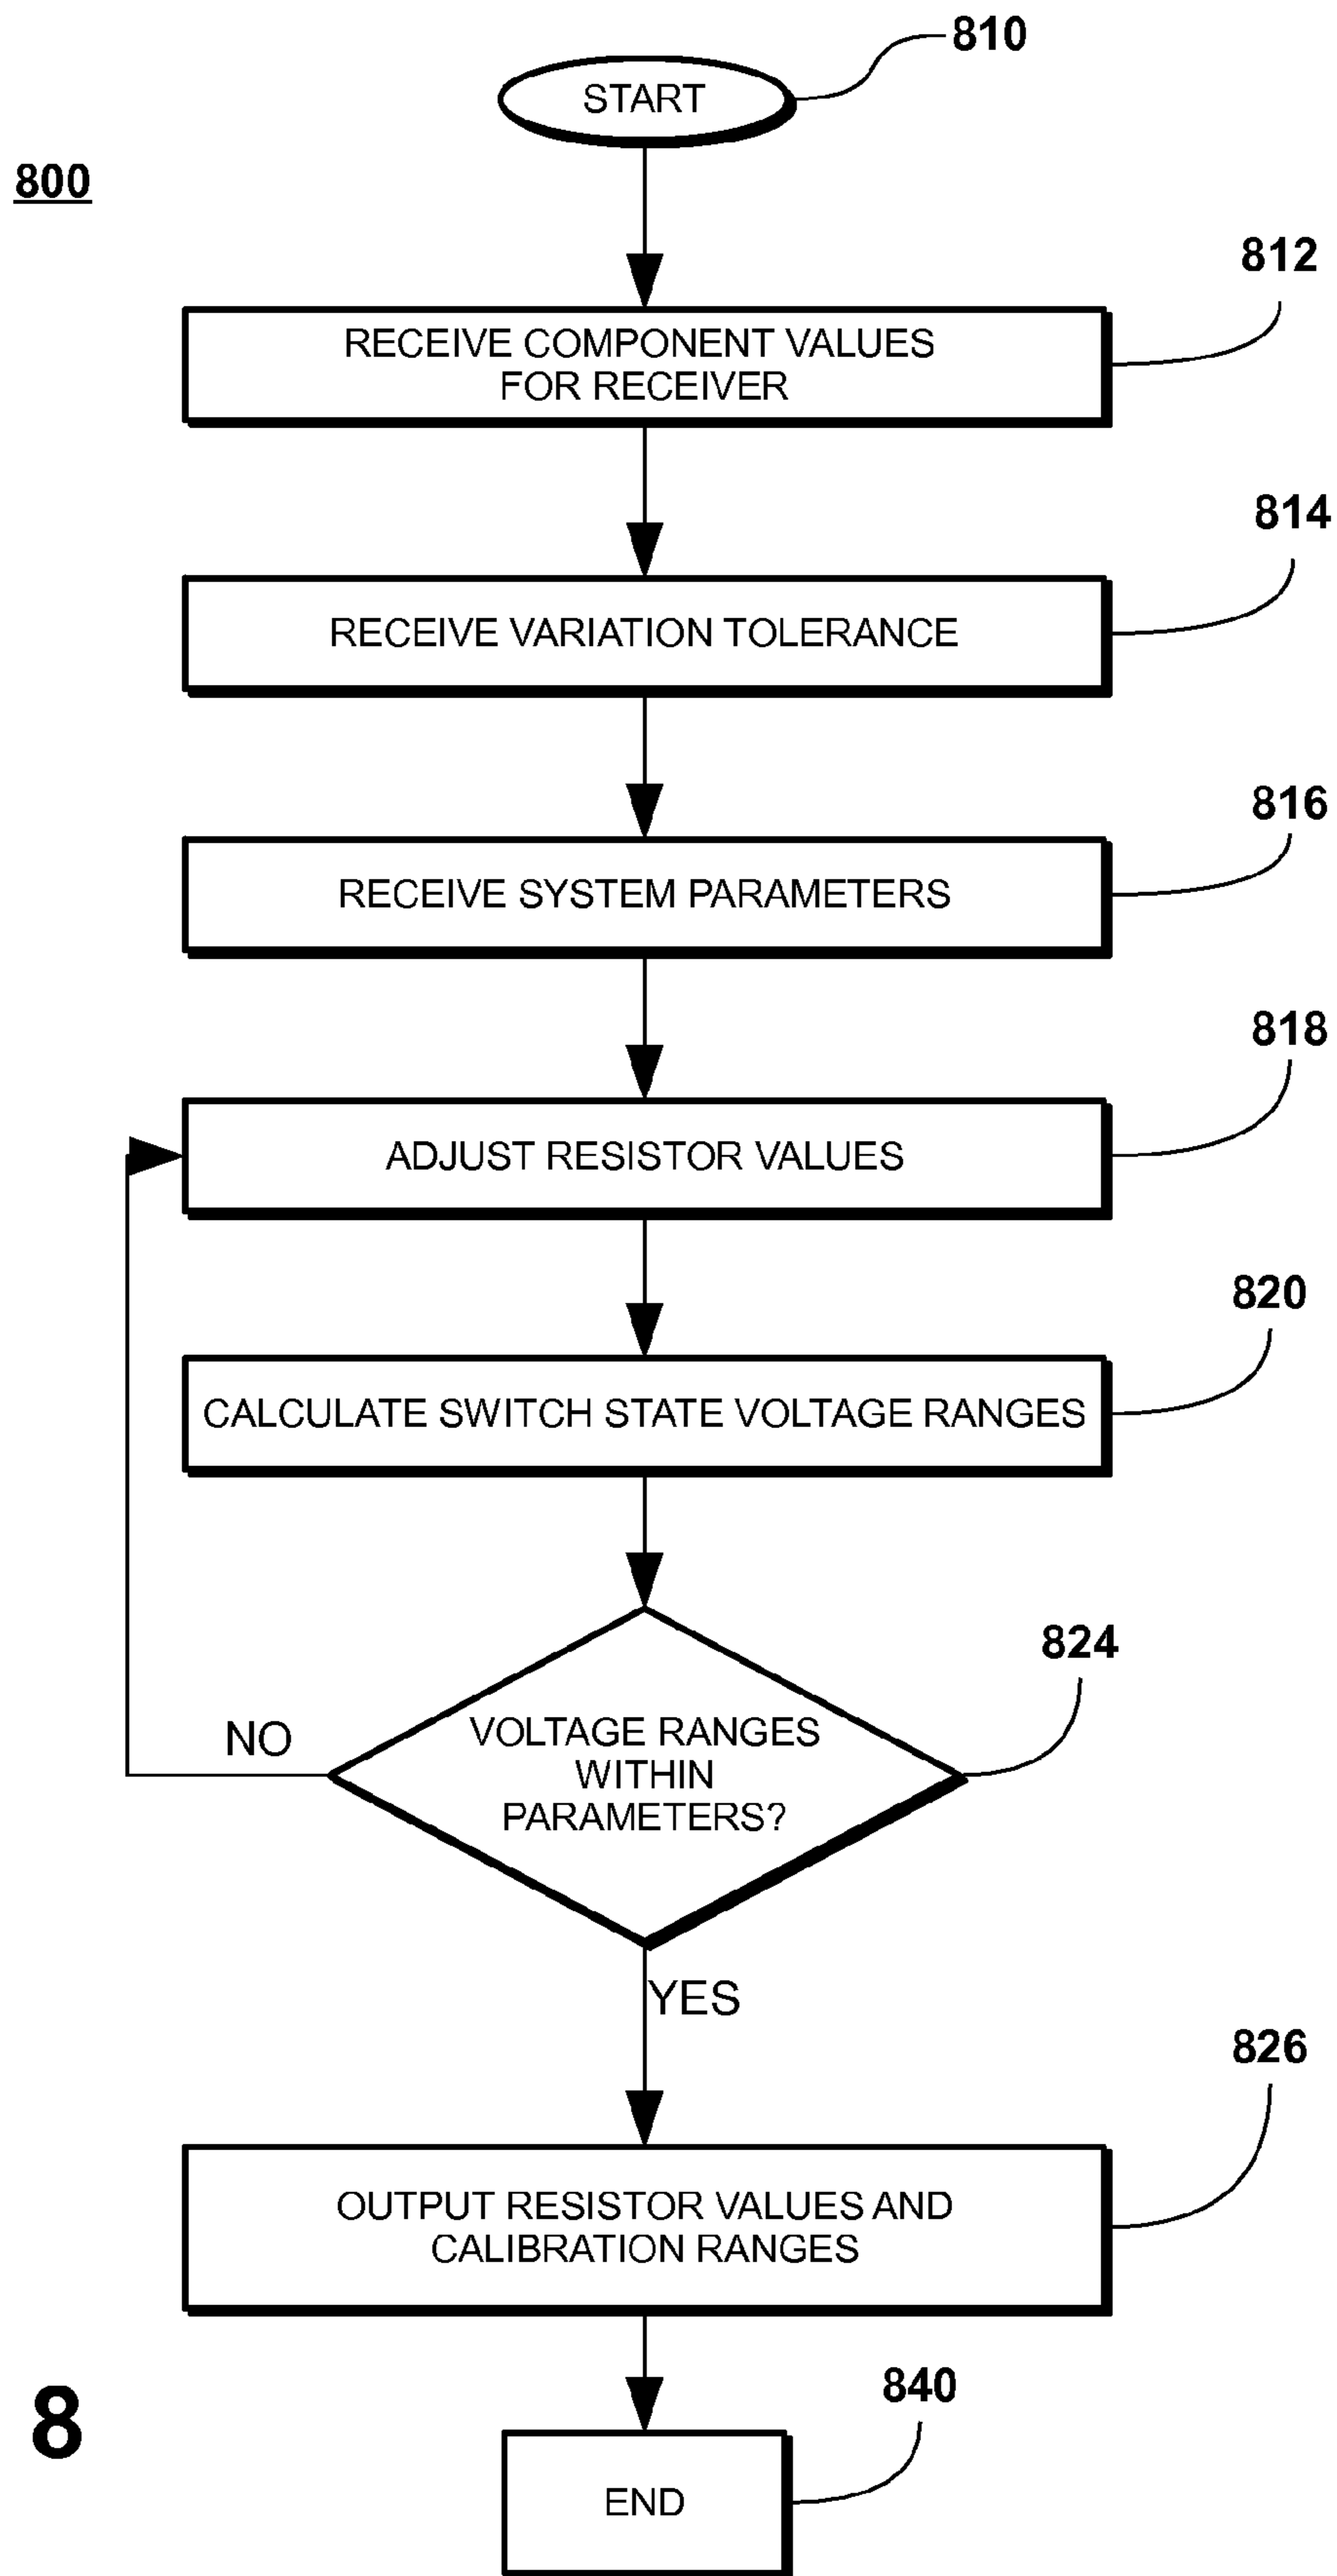 810
START
800
812
RECEIVE COMPONENT VALUES
FOR RECEIVER
814
RECEIVE VARIATION TOLERANCE
816
RECEIVE SYSTEM PARAMETERS
818
ADJUST RESISTOR VALUES
820
CALCULATE SWITCH STATE VOLTAGE RANGES
824
VOLTAGE RANGES
WITHIN
PARAMETERS?
NO
YES
826
OUTPUT RESISTOR VALUES AND
CALIBRATION RANGES
840
8
END